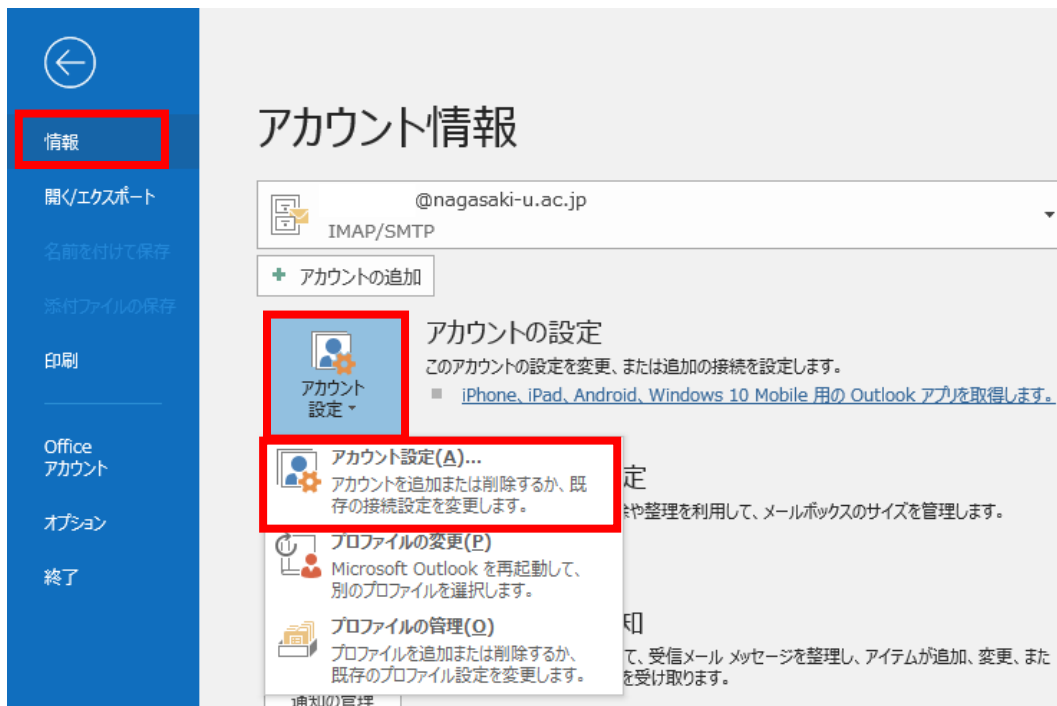 情報
開く/エクスポート
名前を付けて保存
添付ファイルの保存
印刷
Office
アカウント
オプション
終了
アカウント情報
@nagasaki-u.ac.jp
IMAP/SMTP
アカウントの追加
アカウント
設定
アカウントの設定
このアカウントの設定を変更、または追加の接続を設定します。
iPhone、iPad、Android、Windows 10 Mobile 用の Outlook アプリを取得します。
アカウント設定(A)...
アカウントを追加または削除するか、既
存の接続設定を変更します。
定
や整理を利用して、メールボックスのサイズを管理します。
プロファイルの変更(P)
Microsoft Outlook を再起動して、
別のプロファイルを選択します。
プロファイルの管理(O)
プロファイルを追加または削除するか、
既存のプロファイル設定を変更します。
て、受信メール メッセージを整理し、アイテムが追加、変更、また
を受け取ります。
通知の管理